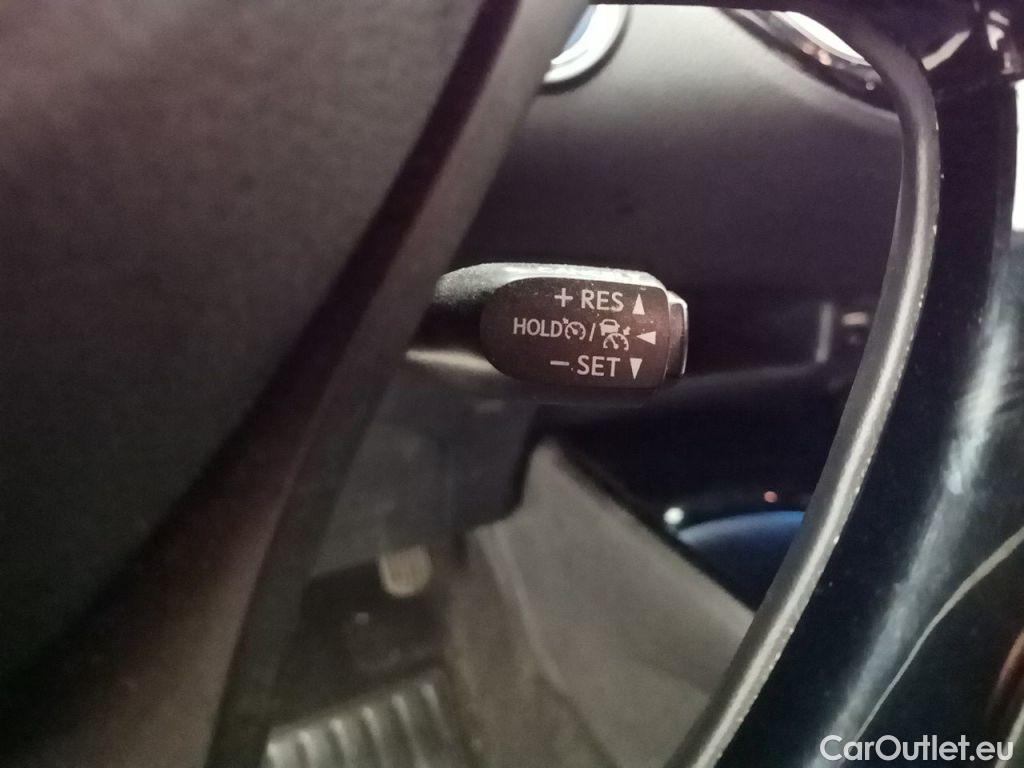 + RES ▲
HOLD / ◀
− SET ▼
CarOutlet.eu